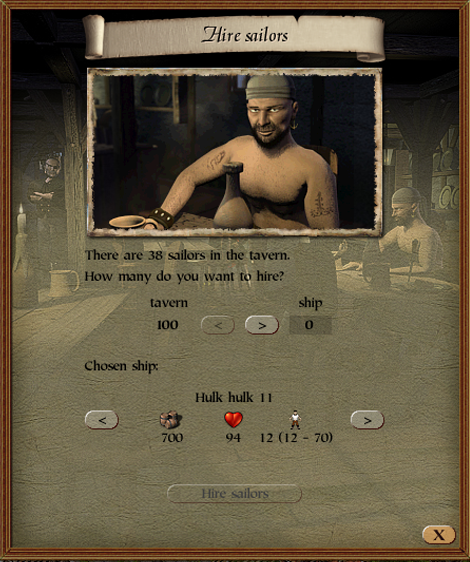 Hire sailors
There are 38 sailors in the tavern.
How many do you want to hire?
tavern ship
100 < > 0
Chosen ship:
Hulk hulk 11
< >
700 94 12 (12 - 70)
Hire sailors
X